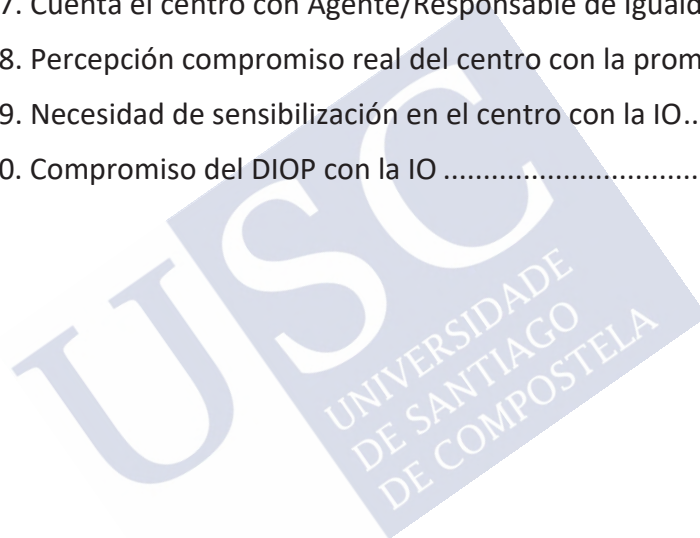 7. Cuenta el centro con Agente/Responsable de Iguald
8. Percepción compromiso real del centro con la prom
9. Necesidad de sensibilización en el centro con la IO..
0. Compromiso del DIOP con la IO ................................
USC
UNIVERSIDADE
DE SANTIAGO
DE COMPOSTELA